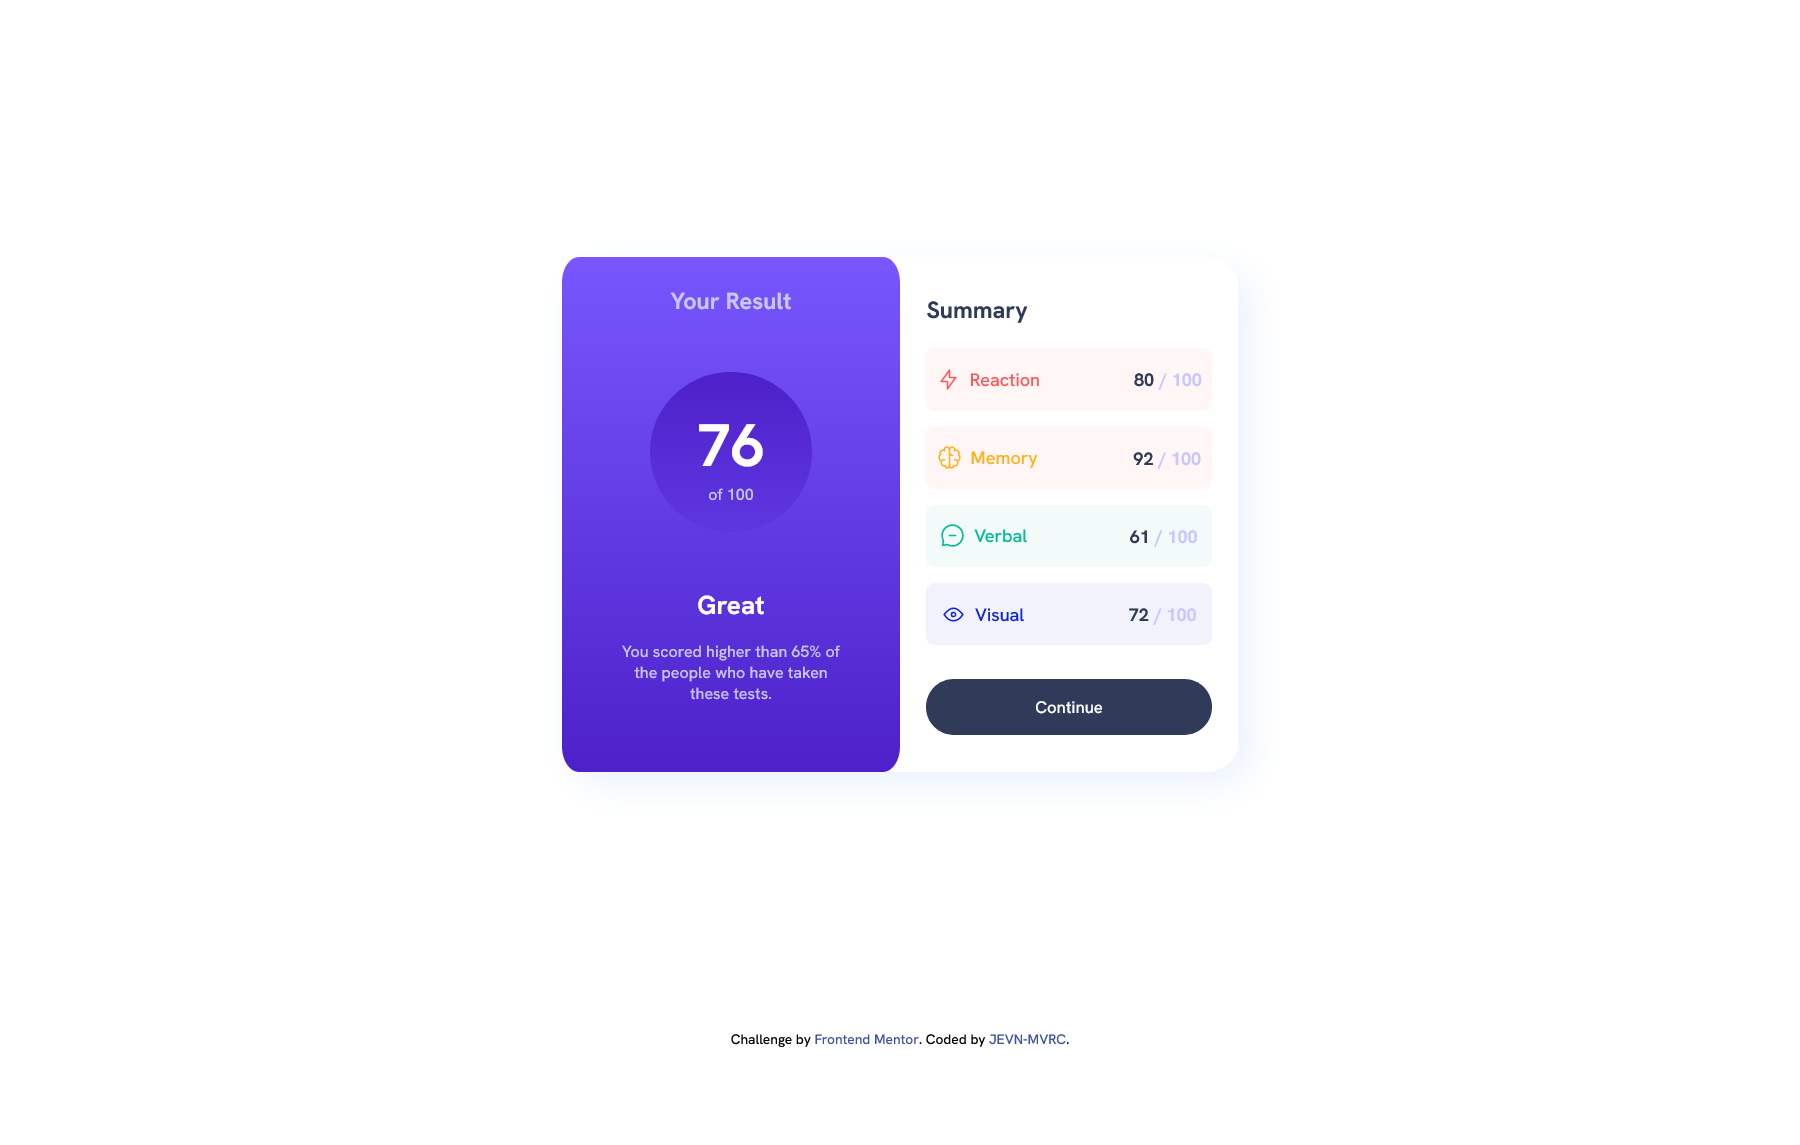 Your Result
76
of 100
Great
You scored higher than 65% of
the people who have taken
these tests.
Summary
Reaction 80 / 100
Memory 92 / 100
Verbal 61 / 100
Visual 72 / 100
Continue
Challenge by Frontend Mentor. Coded by JEVN-MVRC.